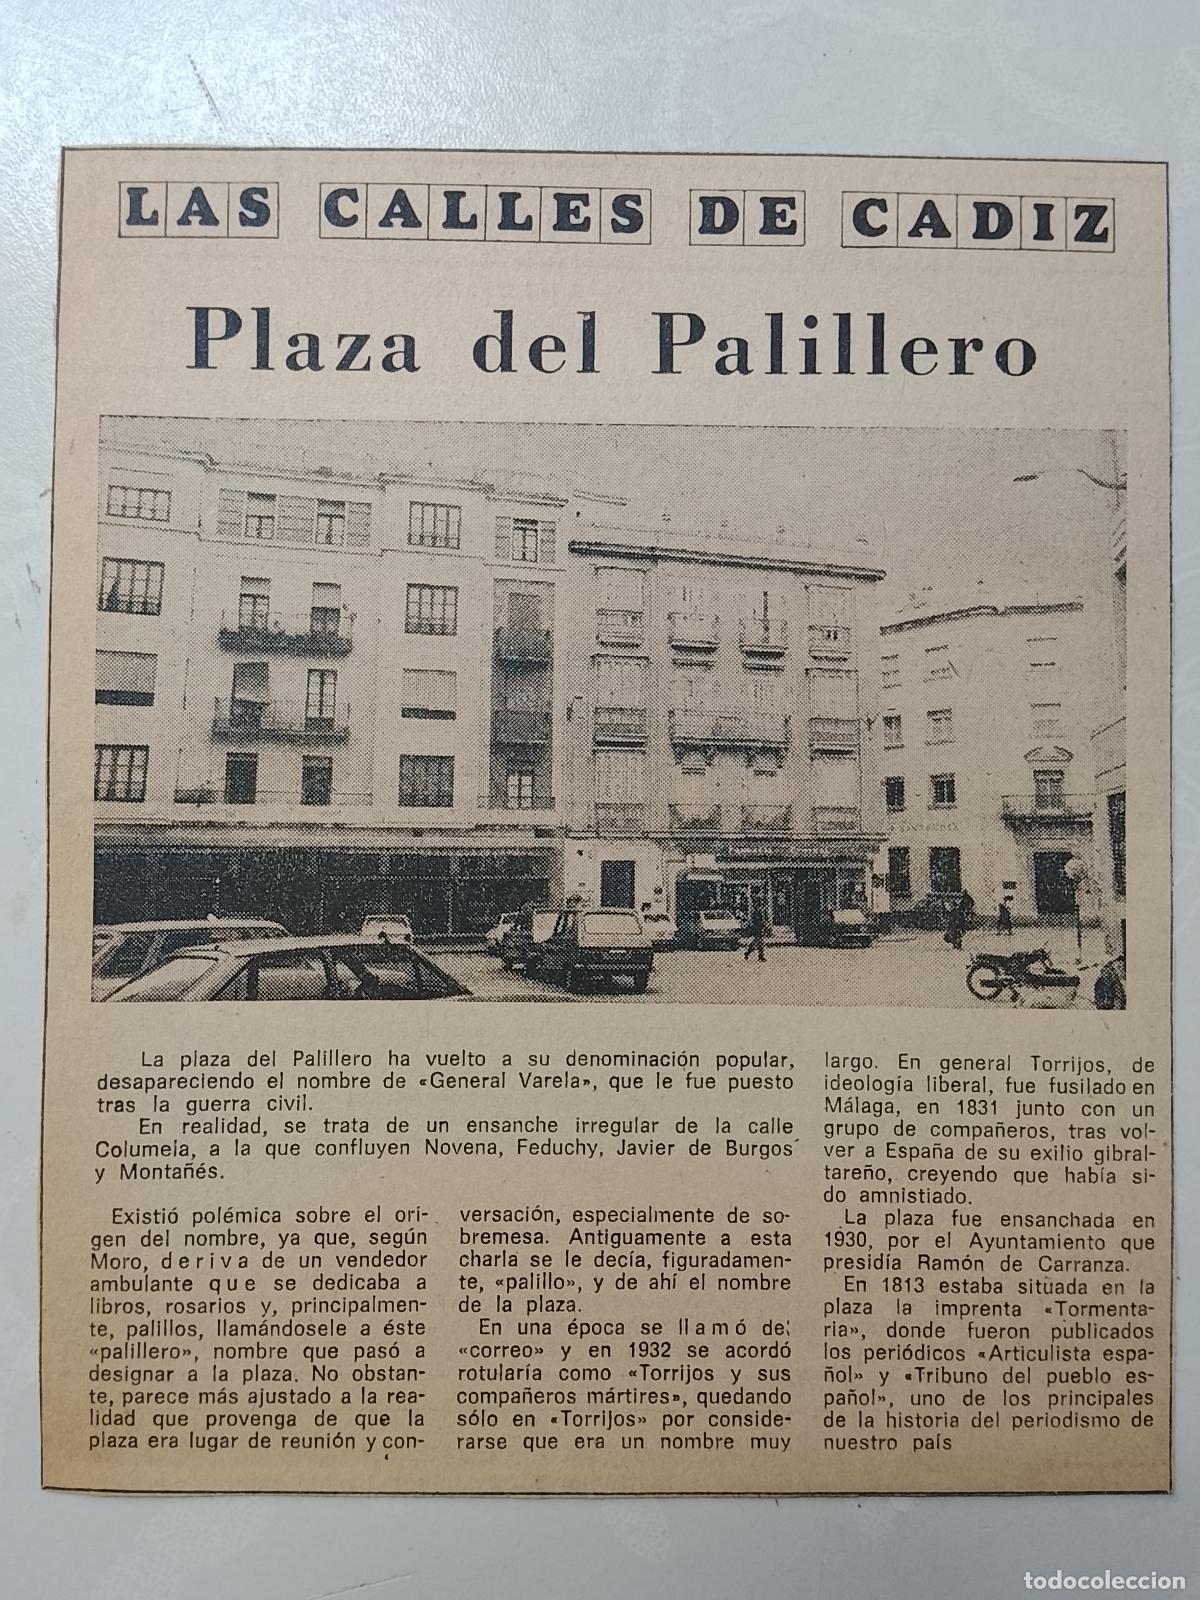 LAS CALLES DE CADIZ
Plaza del Palillero
La plaza del Palillero ha vuelto a su denominación popular,
desapareciendo el nombre de «General Varela», que le fue puesto
tras la guerra civil.
En realidad, se trata de un ensanche irregular de la calle
Columela, a la que confluyen Novena, Feduchy, Javier de Burgos
y Montañés.
Existió polémica sobre el ori-
gen del nombre, ya que, según
Moro, deriva de un vendedor
ambulante que se dedicaba a
libros, rosarios y, principalmen-
te, palillos, llamándosele a éste
«palillero», nombre que pasó a
designar a la plaza. No obstan-
te, parece más ajustado a la rea-
lidad que provenga de que la
plaza era lugar de reunión y con-
versación, especialmente de so-
bremesa. Antiguamente a esta
charla se le decía, figuradamen-
te, «palillo», y de ahí el nombre
de la plaza.
En una época se llamó del
«correo» y en 1932 se acordó
rotularía como «Torrijos y sus
compañeros mártires», quedando
sólo en «Torrijos» por conside-
rarse que era un nombre muy
largo. En general Torrijos, de
ideología liberal, fue fusilado en
Málaga, en 1831 junto con un
grupo de compañeros, tras vol-
ver a España de su exilio gibral-
tareño, creyendo que había si-
do amnistiado.
La plaza fue ensanchada en
1930, por el Ayuntamiento que
presidía Ramón de Carranza.
En 1813 estaba situada en la
plaza la imprenta «Tormenta-
ria», donde fueron publicados
los periódicos «Articulista espa-
ñol» y «Tribuno del pueblo es-
pañol», uno de los principales
de la historia del periodismo de
nuestro país
todocoleccion